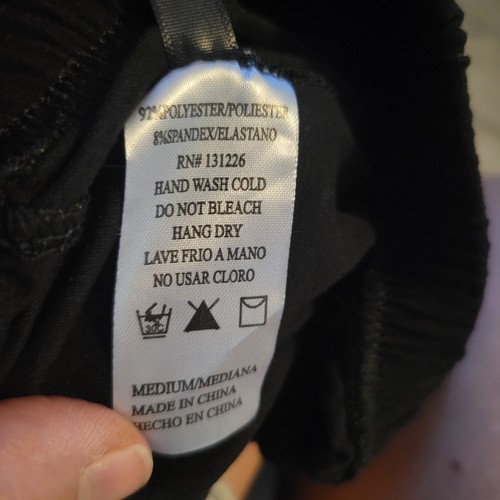 92%POLYESTER/POLIESTER
8%SPANDEX/ELASTANO
RN# 131226
HAND WASH COLD
DO NOT BLEACH
HANG DRY
LAVE FRIO A MANO
NO USAR CLORO
30C
MEDIUM/MEDIANA
MADE IN CHINA
HECHO EN CHINA